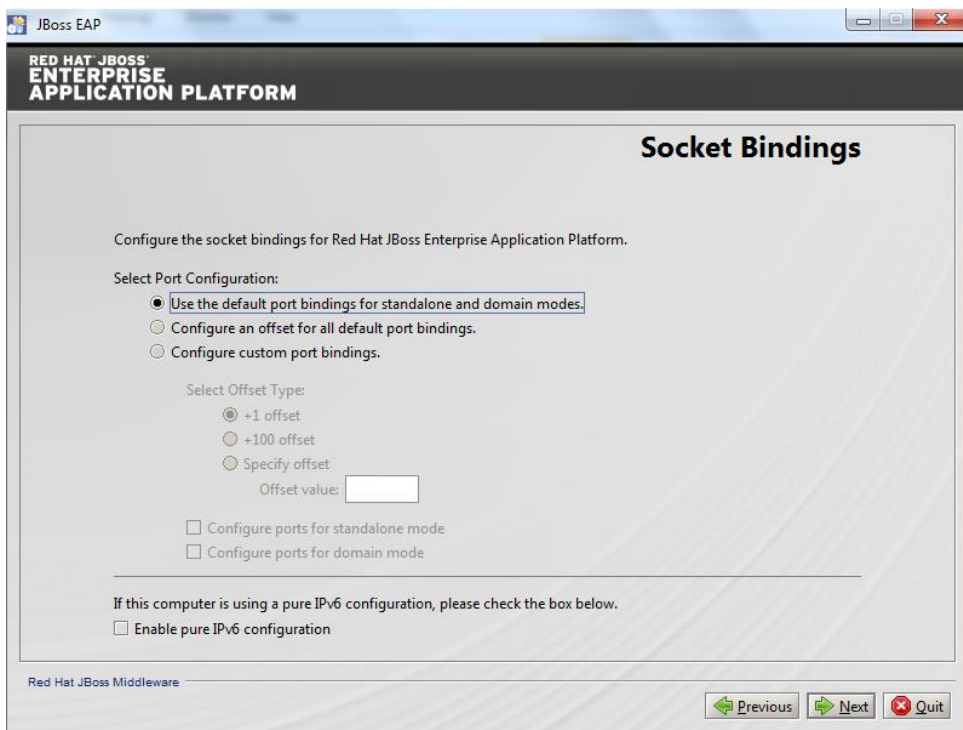 JBoss EAP
RED HAT JBOSS
ENTERPRISE
APPLICATION PLATFORM
Socket Bindings
Configure the socket bindings for Red Hat JBoss Enterprise Application Platform.
Select Port Configuration:
Use the default port bindings for standalone and domain modes.
Configure an offset for all default port bindings.
Configure custom port bindings.
Select Offset Type:
+1 offset
+100 offset
Specify offset
Offset value:
Configure ports for standalone mode
Configure ports for domain mode
If this computer is using a pure IPv6 configuration, please check the box below.
Enable pure IPv6 configuration
Red Hat JBoss Middleware
Previous Next Quit